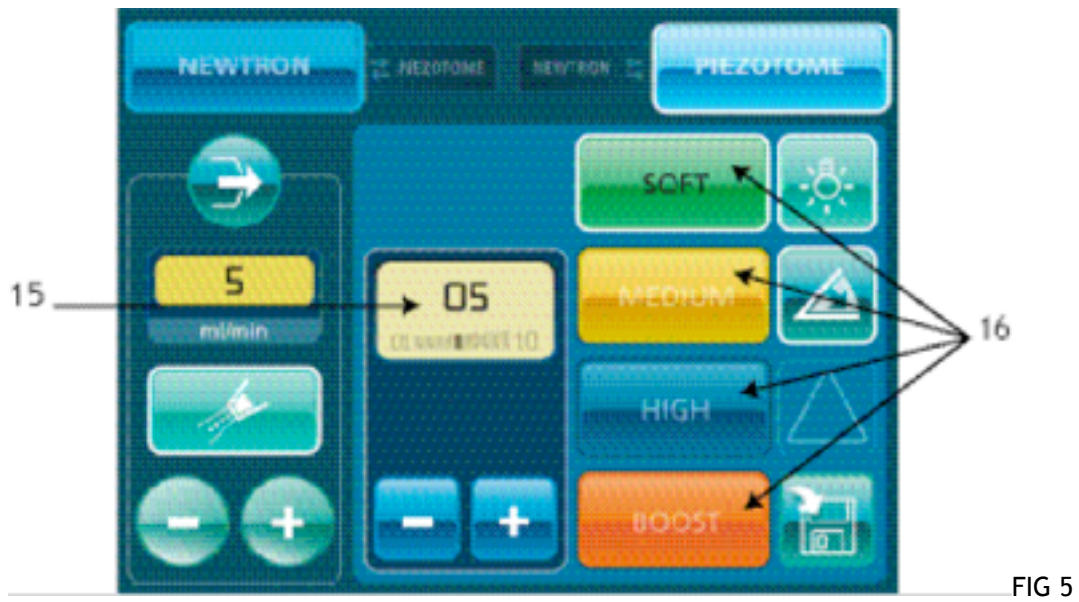 NEWTRON PIEZOTOME NEWTRON PIEZOTOME
SOFT
5
ml/min
05
MEDIUM
15
16
HIGH
BOOST
FIG 5